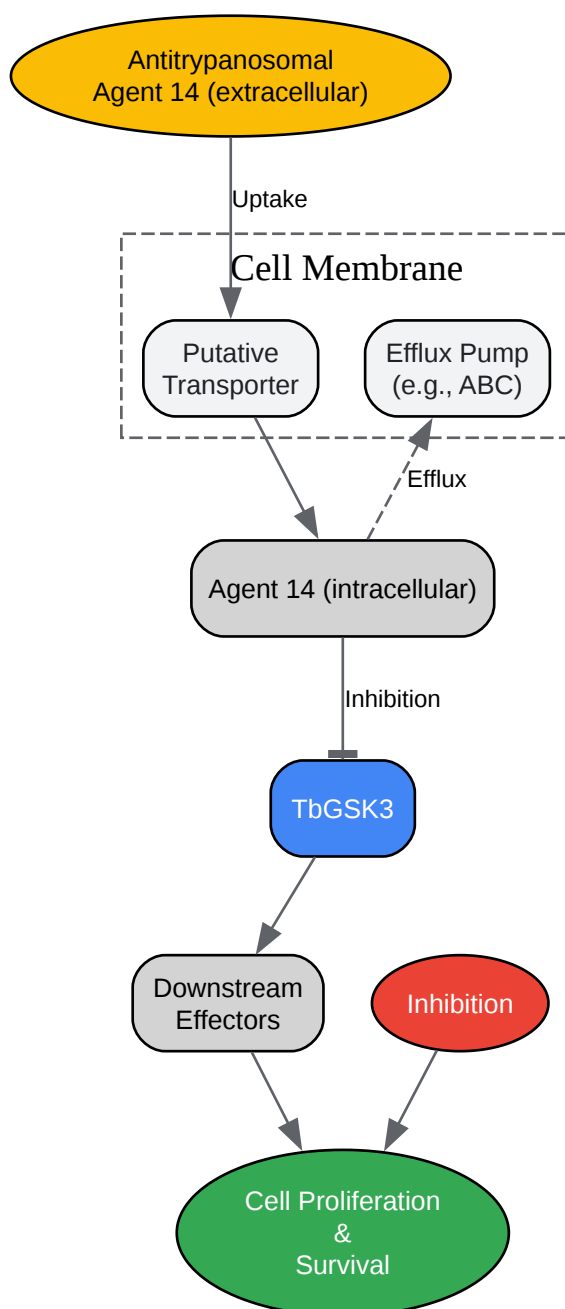 Antitrypanosomal
Agent 14 (extracellular)
Uptake
Cell Membrane
Putative
Transporter
Efflux Pump
(e.g., ABC)
Efflux
Agent 14 (intracellular)
Inhibition
TbGSK3
Downstream
Effectors
Inhibition
Cell Proliferation
&
Survival